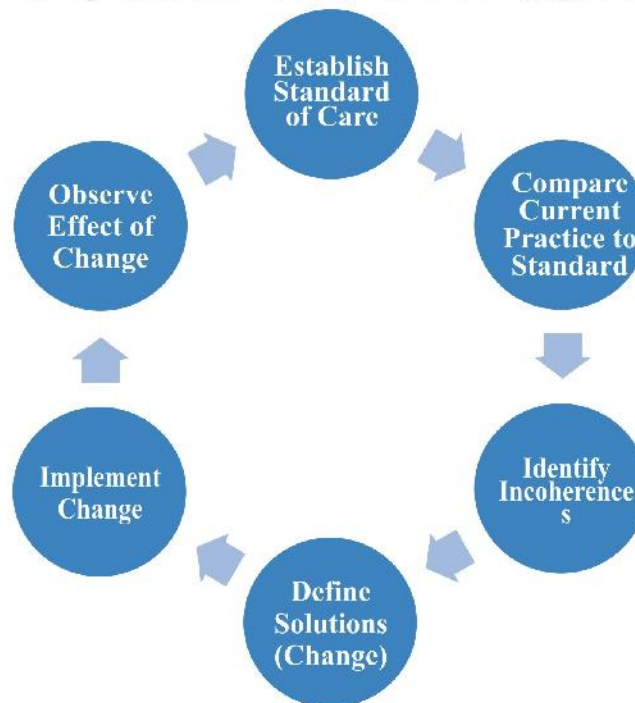 Establish
Standard
of Care
Compare
Current
Practice to
Standard
Identify
Incoherence
s
Define
Solutions
(Change)
Implement
Change
Observe
Effect of
Change